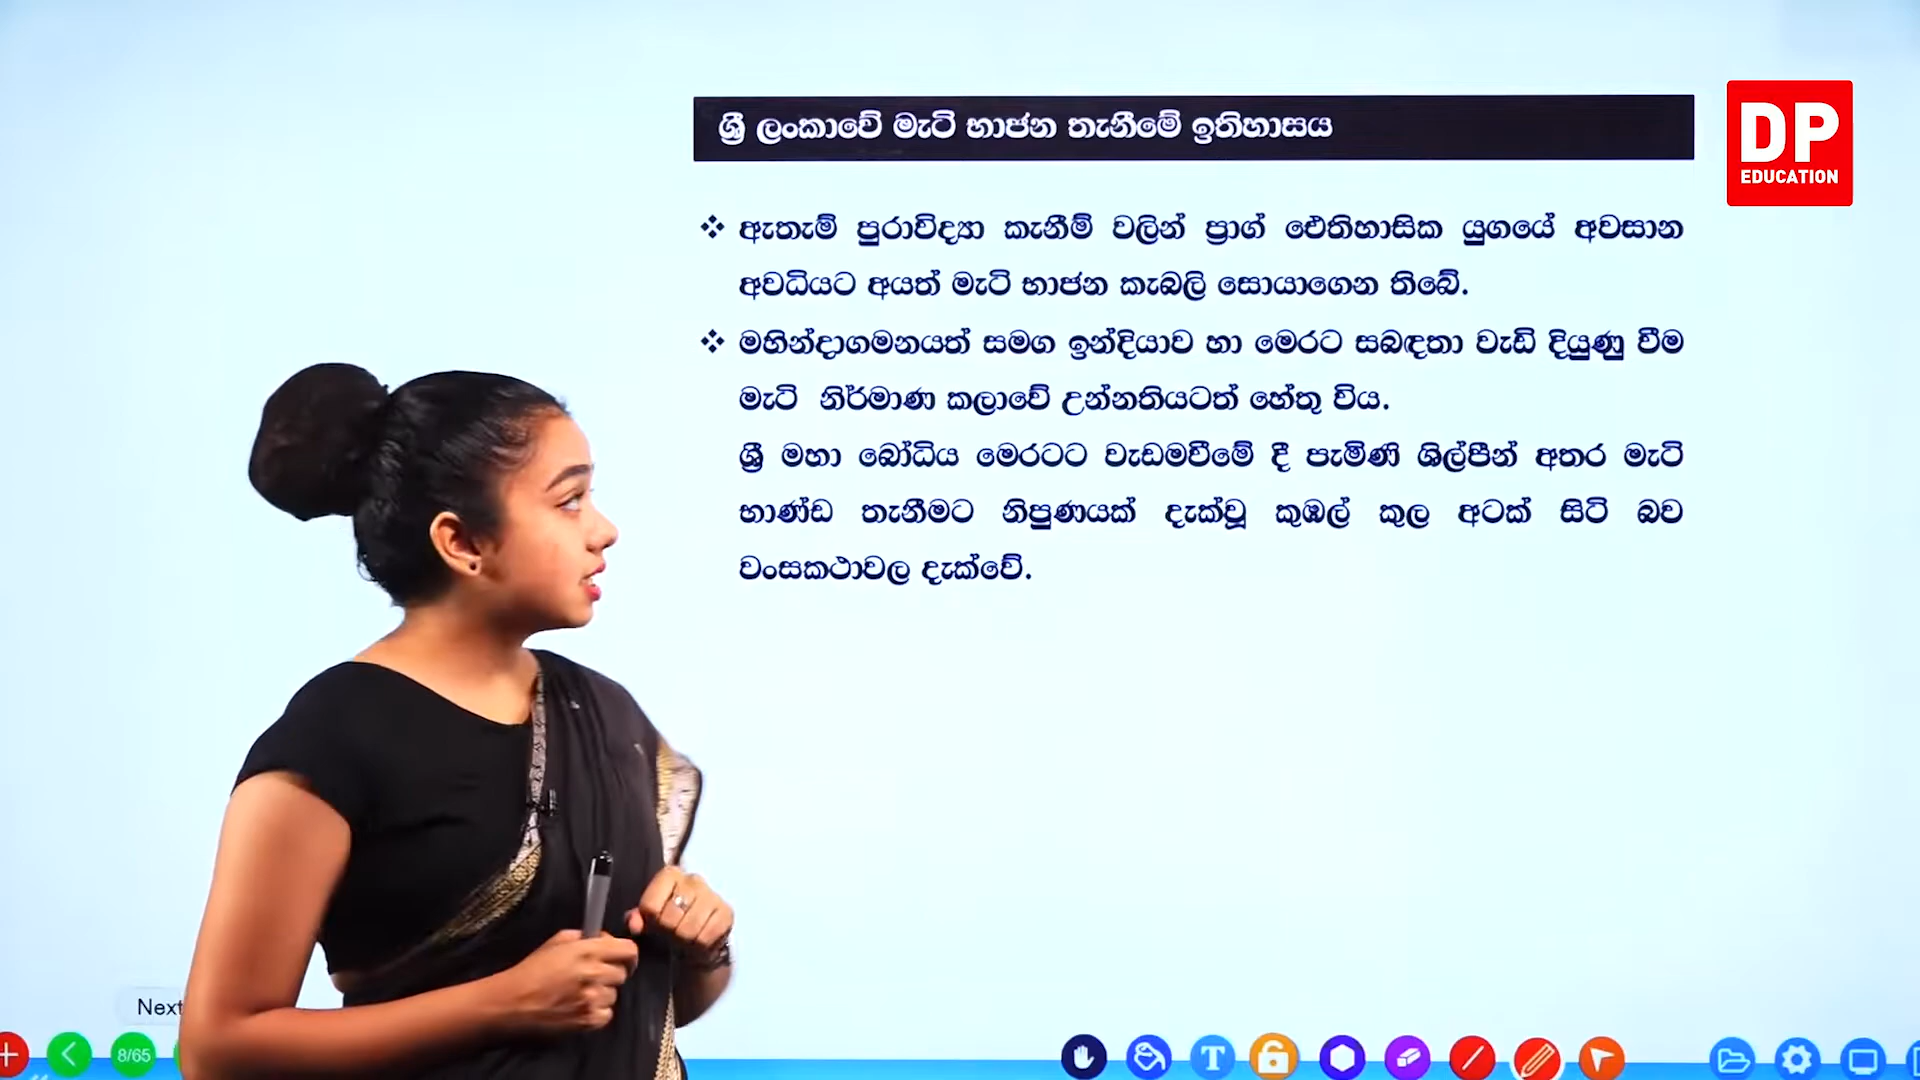 ශ්‍රී ලංකාවේ මැටි භාජන තැනීමේ ඉතිහාසය
DP
EDUCATION
❖ ඇතැම් පුරාවිද්‍යා කැනීම් වලින් ප්‍රාග් ඓතිහාසික යුගයේ අවසාන
අවධියට අයත් මැටි භාජන කැබලි සොයාගෙන තිබේ.
❖ මහින්දාගමනයත් සමග ඉන්දියාව හා මෙරට සබඳතා වැඩි දියුණු වීම
මැටි නිර්මාණ කලාවේ උන්නතියටත් හේතු විය.
ශ්‍රී මහා බෝධිය මෙරටට වැඩමවීමේ දී පැමිණි ශිල්පීන් අතර මැටි
භාණ්ඩ තැනීමට නිපුණයක් දැක්වූ කුඹල් කුල අටක් සිටි බව
වංසකථාවල දැක්වේ.
Next
8/65